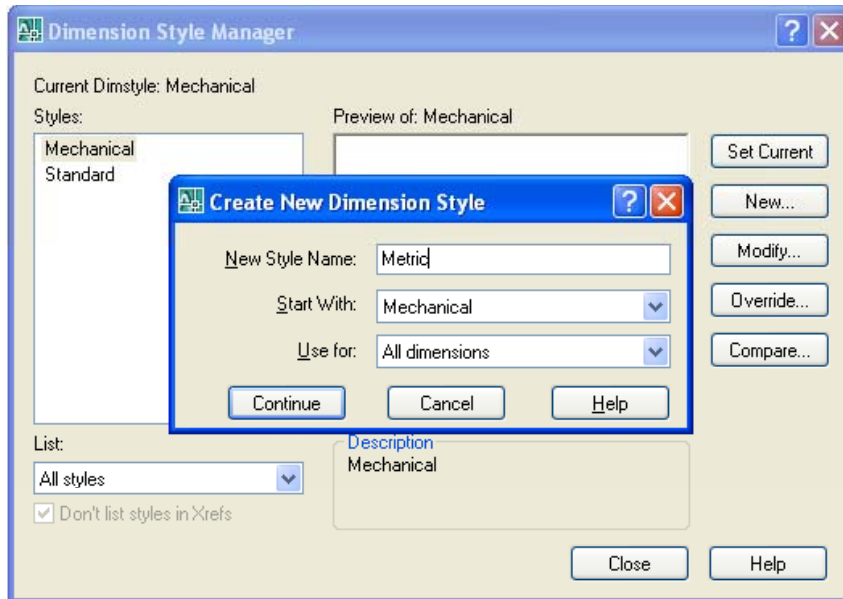 Dimension Style Manager
Current Dimstyle: Mechanical
Styles:
Preview of: Mechanical
Mechanical
Standard
Set Current
New...
Modify...
Override...
Compare...
Create New Dimension Style
New Style Name: Metric
Start With: Mechanical
Use for: All dimensions
Continue Cancel Help
List:
All styles
Don't list styles in Xrefs
Description
Mechanical
Close Help